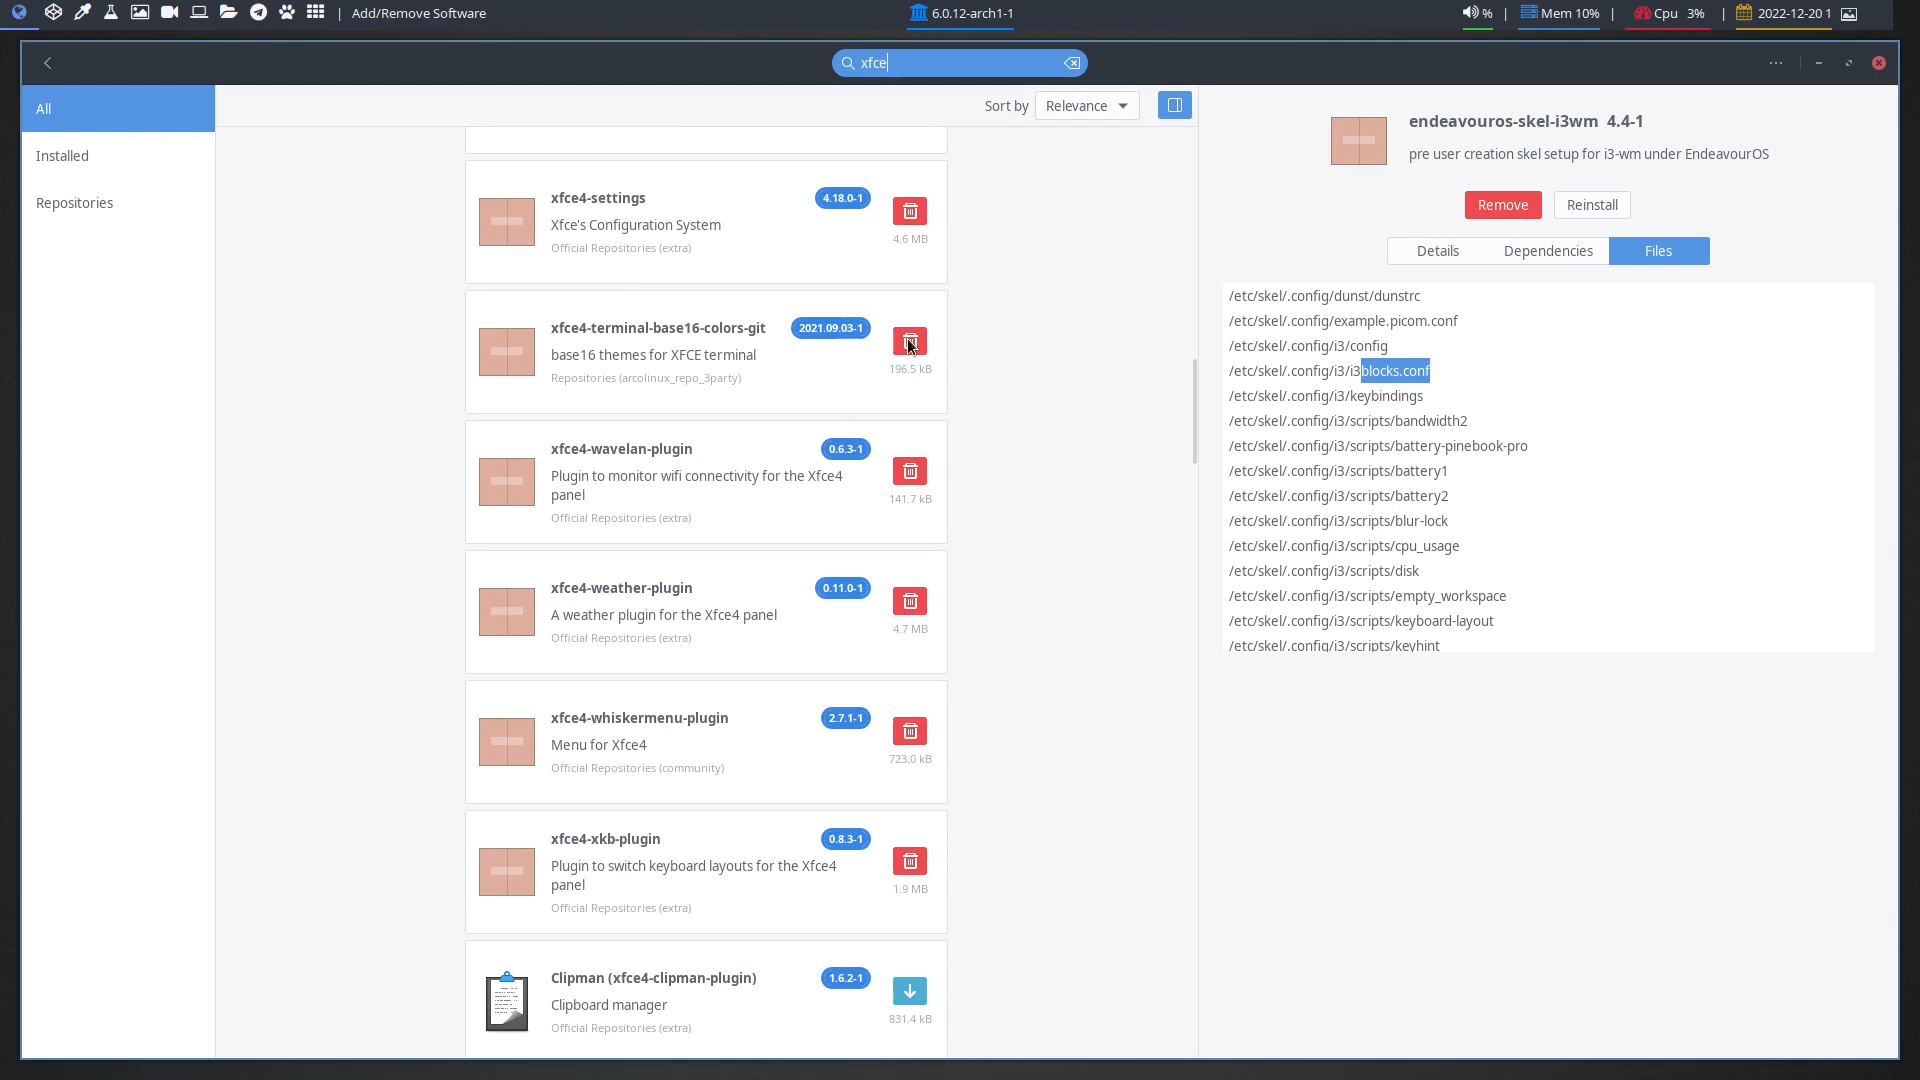 | Add/Remove Software
6.0.12-arch1-1
% | Mem 10% | Cpu 3% | 2022-12-20 1
xfce
All
Installed
Repositories
Sort by Relevance
xfce4-settings 4.18.0-1
Xfce's Configuration System
Official Repositories (extra)
4.6 MB
xfce4-terminal-base16-colors-git 2021.09.03-1
base16 themes for XFCE terminal
Repositories (arcolinux_repo_3party)
196.5 kB
xfce4-wavelan-plugin 0.6.3-1
Plugin to monitor wifi connectivity for the Xfce4
panel
Official Repositories (extra)
141.7 kB
xfce4-weather-plugin 0.11.0-1
A weather plugin for the Xfce4 panel
Official Repositories (extra)
4.7 MB
xfce4-whiskermenu-plugin 2.7.1-1
Menu for Xfce4
Official Repositories (community)
723.0 kB
xfce4-xkb-plugin 0.8.3-1
Plugin to switch keyboard layouts for the Xfce4
panel
Official Repositories (extra)
1.9 MB
Clipman (xfce4-clipman-plugin) 1.6.2-1
Clipboard manager
Official Repositories (extra)
831.4 kB
endeavouros-skel-i3wm 4.4-1
pre user creation skel setup for i3-wm under EndeavourOS
Remove Reinstall
Details Dependencies Files
/etc/skel/.config/dunst/dunstrc
/etc/skel/.config/example.picom.conf
/etc/skel/.config/i3/config
/etc/skel/.config/i3/i3blocks.conf
/etc/skel/.config/i3/keybindings
/etc/skel/.config/i3/scripts/bandwidth2
/etc/skel/.config/i3/scripts/battery-pinebook-pro
/etc/skel/.config/i3/scripts/battery1
/etc/skel/.config/i3/scripts/battery2
/etc/skel/.config/i3/scripts/blur-lock
/etc/skel/.config/i3/scripts/cpu_usage
/etc/skel/.config/i3/scripts/disk
/etc/skel/.config/i3/scripts/empty_workspace
/etc/skel/.config/i3/scripts/keyboard-layout
/etc/skel/.config/i3/scripts/keyhint